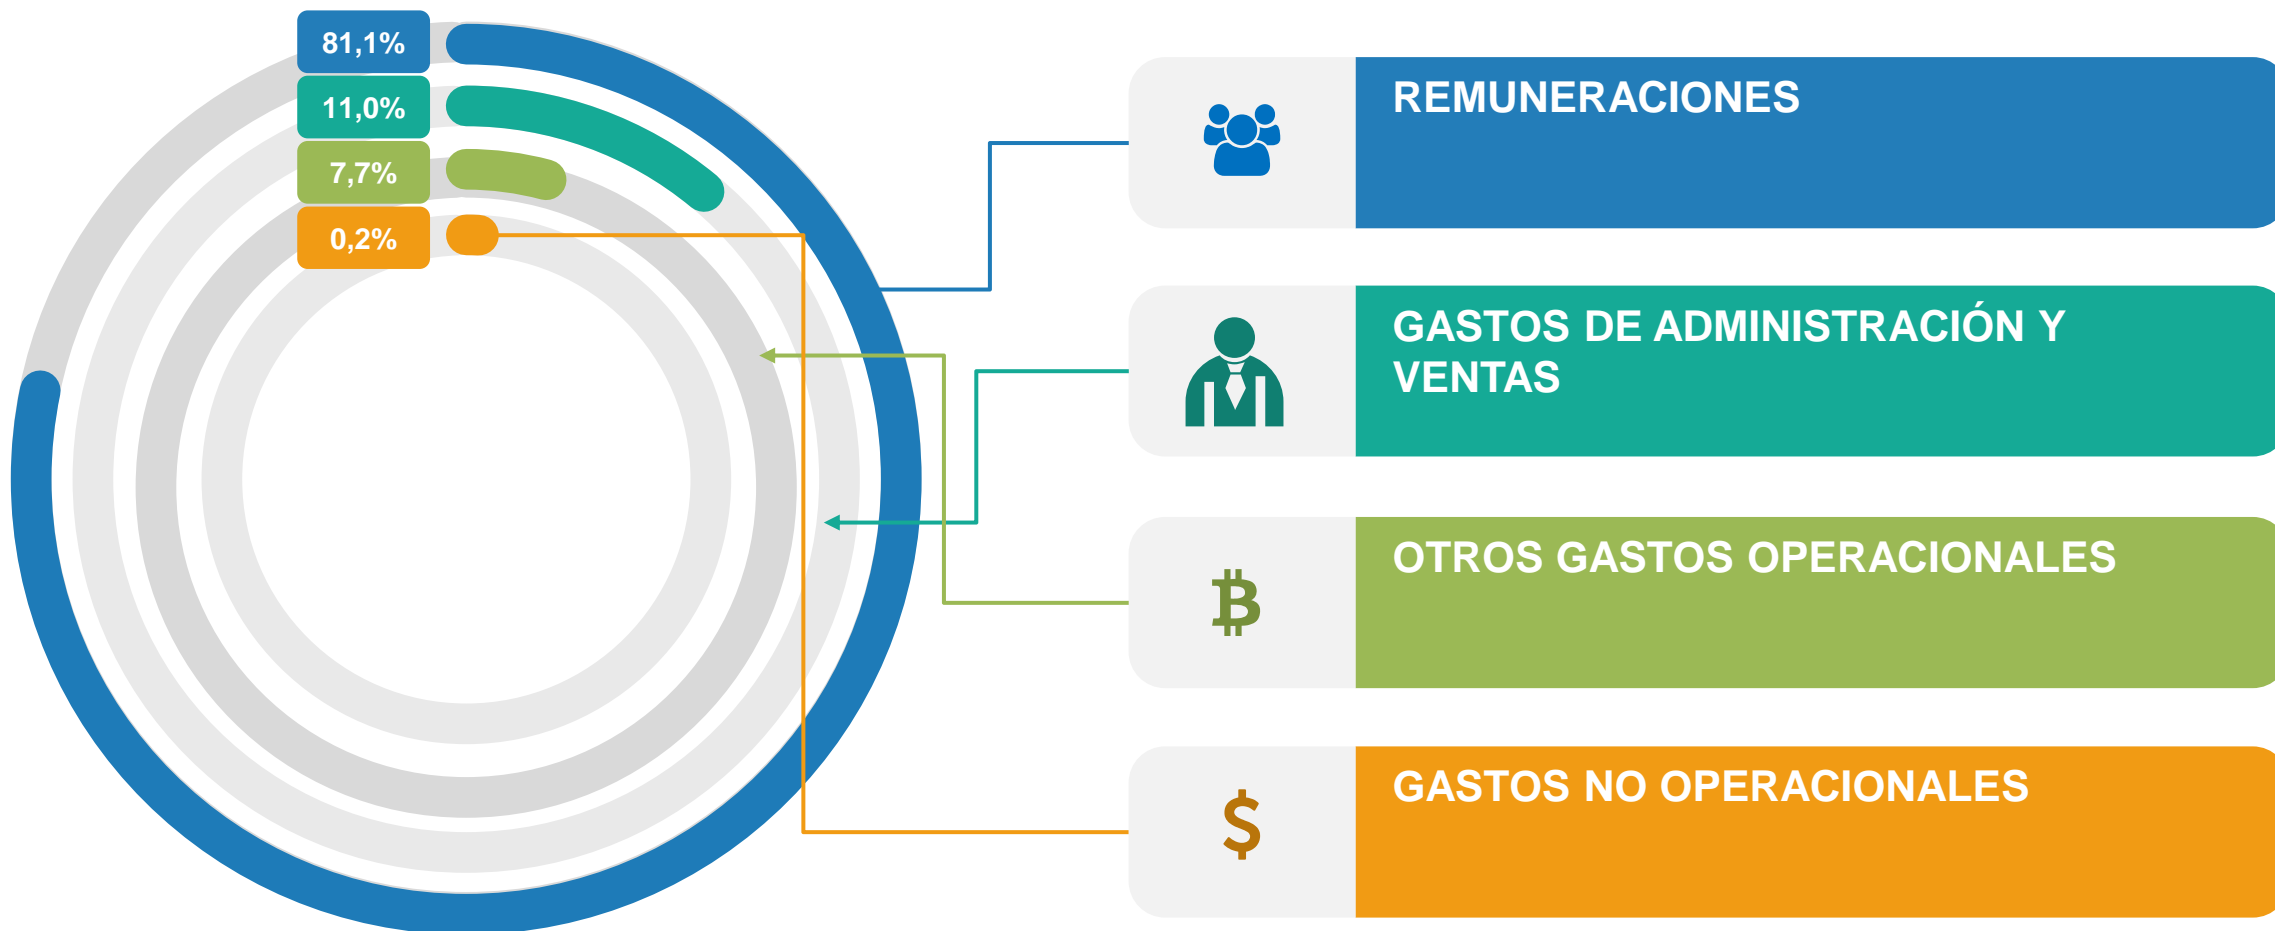 81,1%
11,0%
7,7%
0,2%
REMUNERACIONES
GASTOS DE ADMINISTRACIÓN Y
VENTAS
OTROS GASTOS OPERACIONALES
GASTOS NO OPERACIONALES